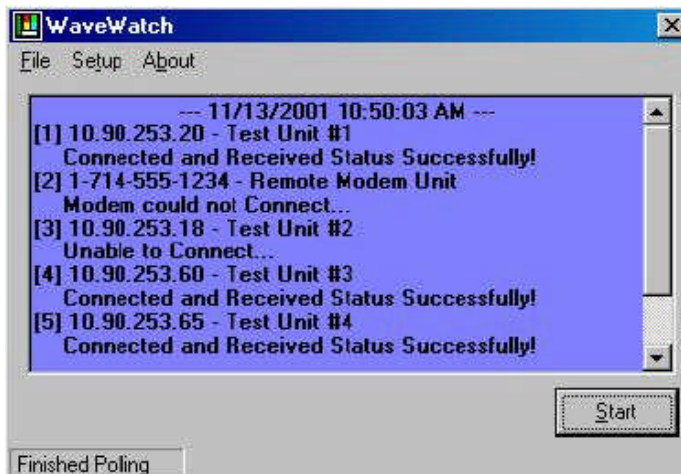 WaveWatch
File Setup About
--- 11/13/2001 10:50:03 AM ---
[1] 10.90.253.20 - Test Unit #1
Connected and Received Status Successfully!
[2] 1-714-555-1234 - Remote Modem Unit
Modem could not Connect...
[3] 10.90.253.18 - Test Unit #2
Unable to Connect...
[4] 10.90.253.60 - Test Unit #3
Connected and Received Status Successfully!
[5] 10.90.253.65 - Test Unit #4
Connected and Received Status Successfully!
Start
Finished Poling